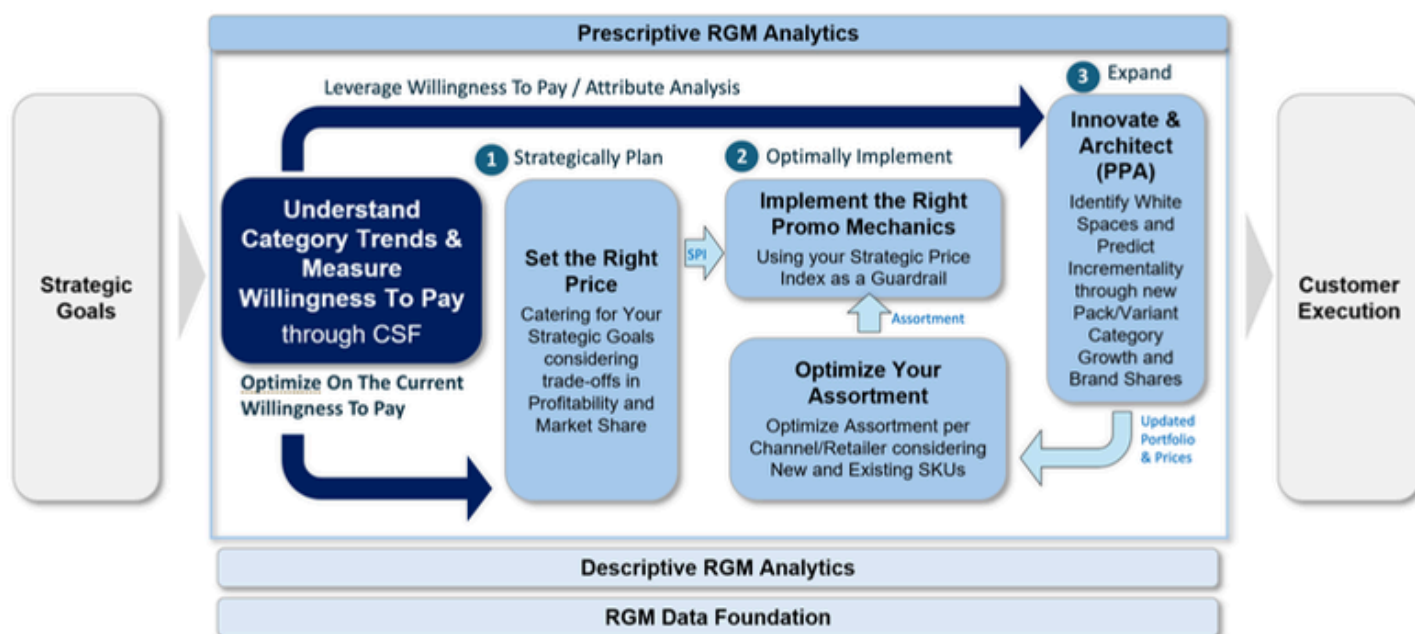 Prescriptive RGM Analytics
Leverage Willingness To Pay / Attribute Analysis
3 Expand
1 Strategically Plan
2 Optimally Implement
Strategic
Goals
Understand
Category Trends &
Measure
Willingness To Pay
through CSF
Optimize On The Current
Willingness To Pay
Set the Right
Price
Catering for Your
Strategic Goals
considering
trade-offs in
Profitability and
Market Share
SPI
Implement the Right
Promo Mechanics
Using your Strategic Price
Index as a Guardrail
Assortment
Optimize Your
Assortment
Optimize Assortment per
Channel/Retailer considering
New and Existing SKUs
Innovate &
Architect
(PPA)
Identify White
Spaces and
Predict
Incrementality
through new
Pack/Variant
Category
Growth and
Brand Shares
Updated
Portfolio
& Prices
Customer
Execution
Descriptive RGM Analytics
RGM Data Foundation